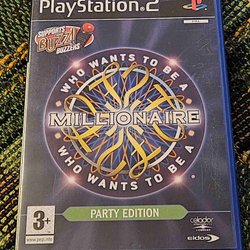 PlayStation 2
SUPPORTS
BUZZ!
BUZZERS
WHO WANTS TO BE A
MILLIONAIRE
WHO WANTS TO BE A
PARTY EDITION
3+
www.pegi.info
celador
eidos